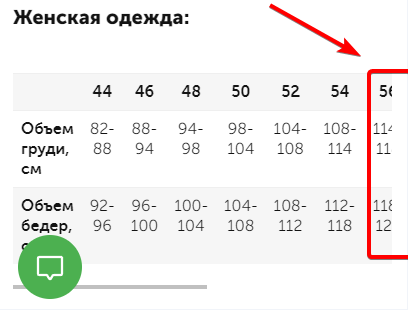 Женская одежда:
44 46 48 50 52 54
Объем 82- 88- 94- 98- 104- 108-
груди, 88 94 98 104 108 114
см
Объем 92- 96- 100- 104- 108- 112-
бедер, 96 100 104 108 112 118